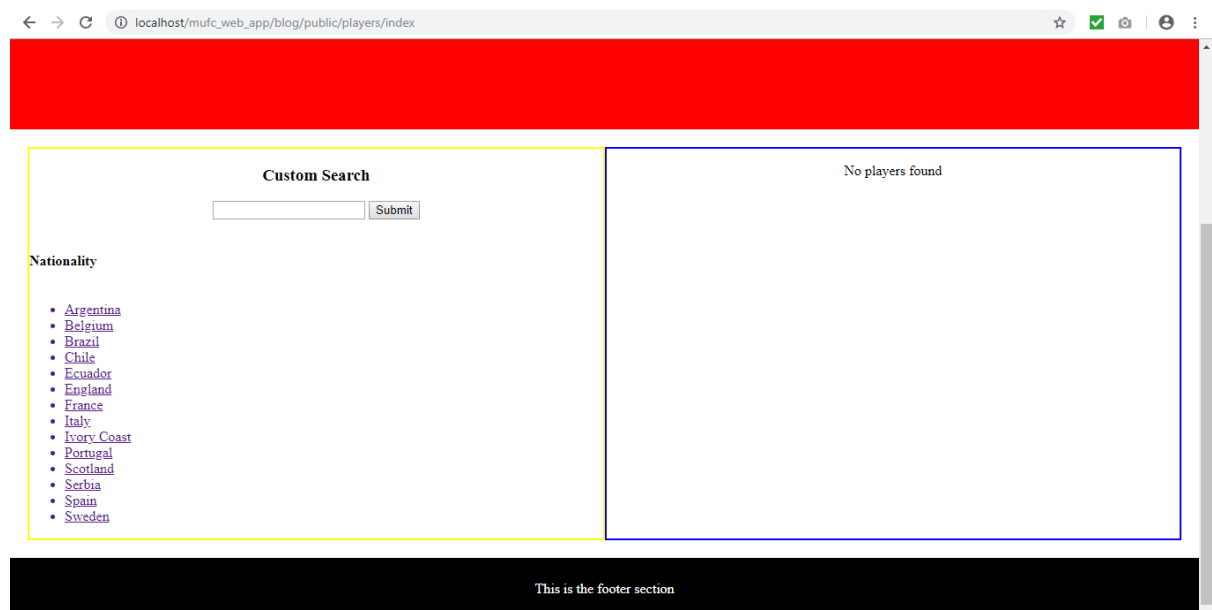 localhost/mufc_web_app/blog/public/players/index
Custom Search
Submit
Nationality
Argentina
Belgium
Brazil
Chile
Ecuador
England
France
Italy
Ivory Coast
Portugal
Scotland
Serbia
Spain
Sweden
No players found
This is the footer section